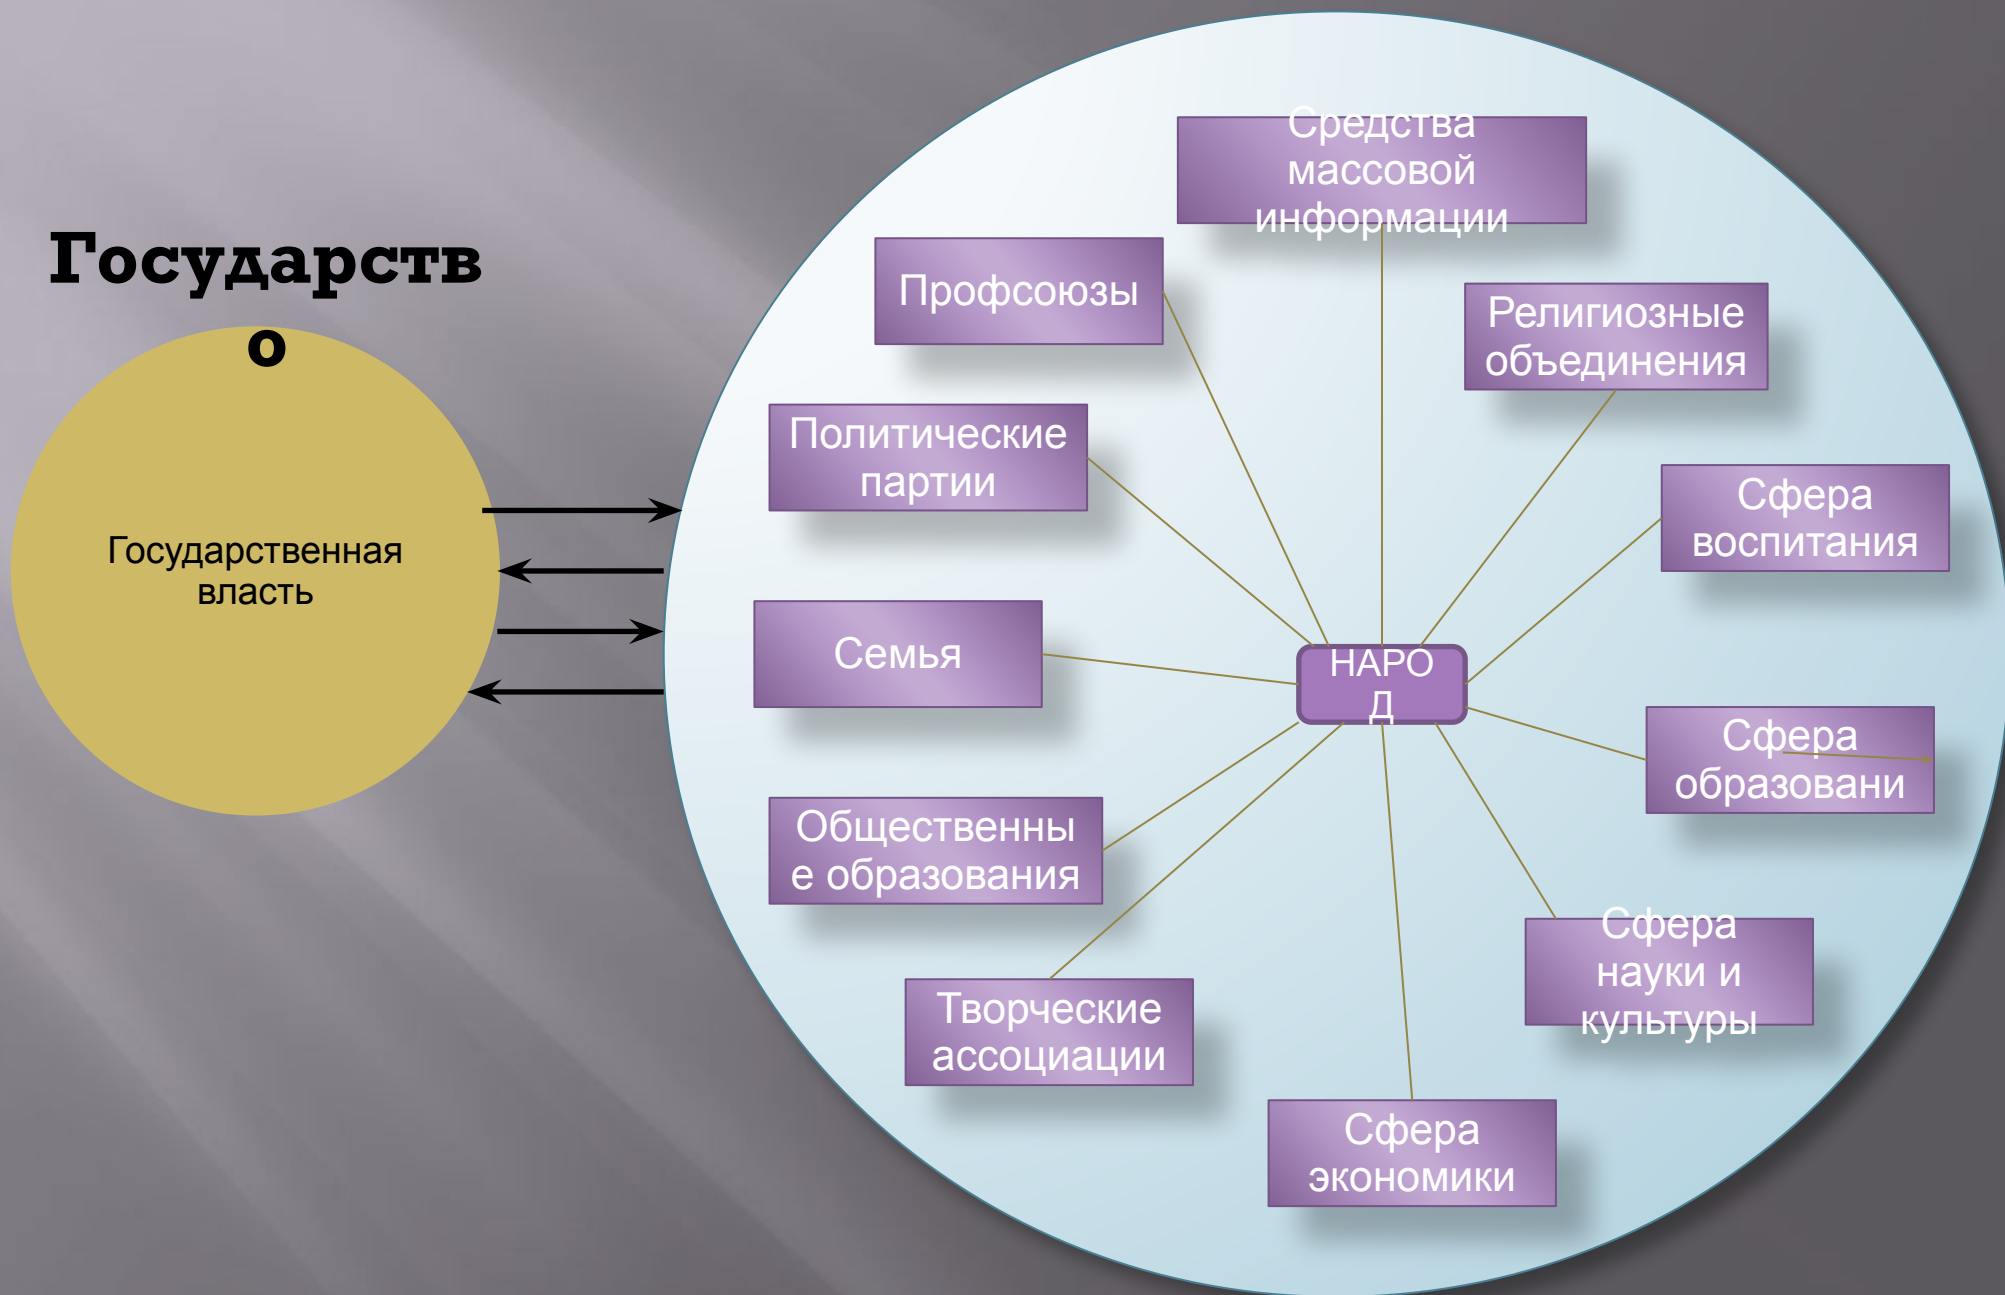 Государств
о
Государственная
власть
Средства
массовой
информации
Профсоюзы
Религиозные
объединения
Политические
партии
Сфера
воспитания
Семья
НАРО
Д
Сфера
образовани
Общественны
е образования
Сфера
науки и
культуры
Творческие
ассоциации
Сфера
экономики